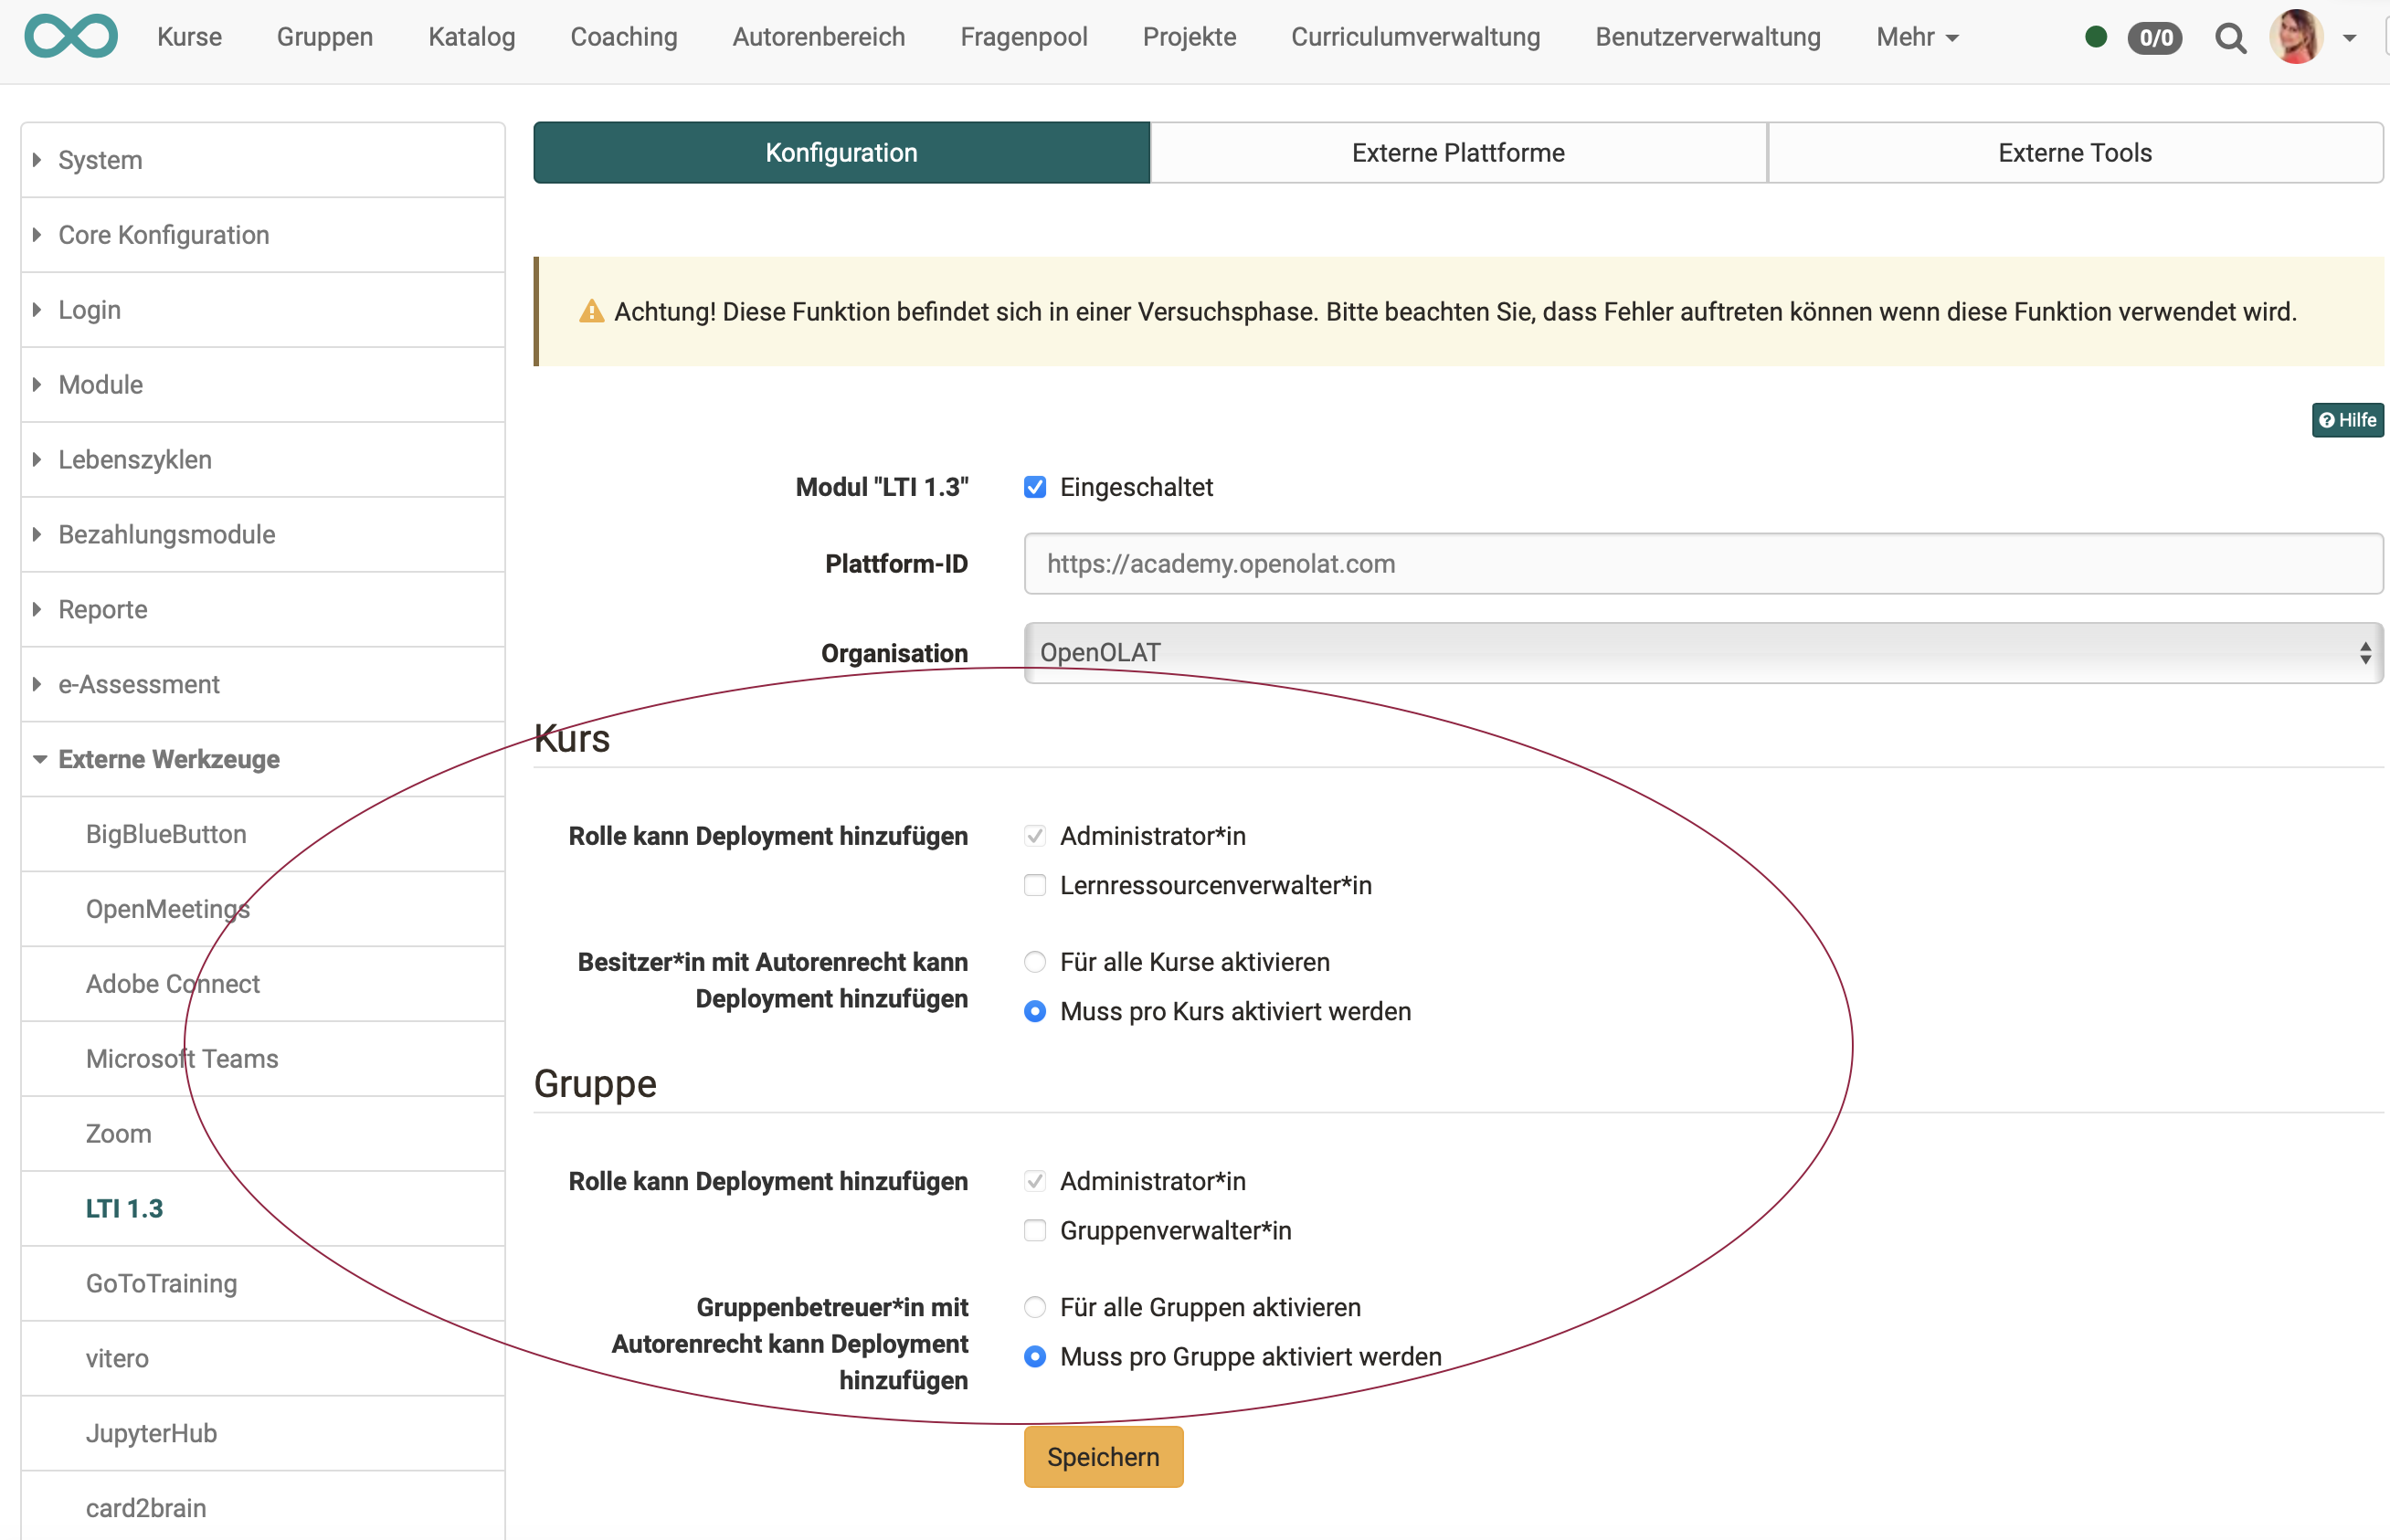 Kurse Gruppen Katalog Coaching Autorenbereich Fragenpool Projekte Curriculumverwaltung Benutzerverwaltung Mehr 0/0
System
Core Konfiguration
Login
Module
Lebenszyklen
Bezahlungsmodule
Reporte
e-Assessment
Externe Werkzeuge
BigBlueButton
OpenMeetings
Adobe Connect
Microsoft Teams
Zoom
LTI 1.3
GoToTraining
vitero
JupyterHub
card2brain
Konfiguration Externe Plattforme Externe Tools
Achtung! Diese Funktion befindet sich in einer Versuchsphase. Bitte beachten Sie, dass Fehler auftreten können wenn diese Funktion verwendet wird.
Hilfe
Modul "LTI 1.3" Eingeschaltet
Plattform-ID https://academy.openolat.com
Organisation OpenOLAT
Kurs
Rolle kann Deployment hinzufügen Administrator*in
Lernressourcenverwalter*in
Besitzer*in mit Autorenrecht kann Für alle Kurse aktivieren
Deployment hinzufügen Muss pro Kurs aktiviert werden
Gruppe
Rolle kann Deployment hinzufügen Administrator*in
Gruppenverwalter*in
Gruppenbetreuer*in mit Für alle Gruppen aktivieren
Autorenrecht kann Deployment Muss pro Gruppe aktiviert werden
hinzufügen
Speichern